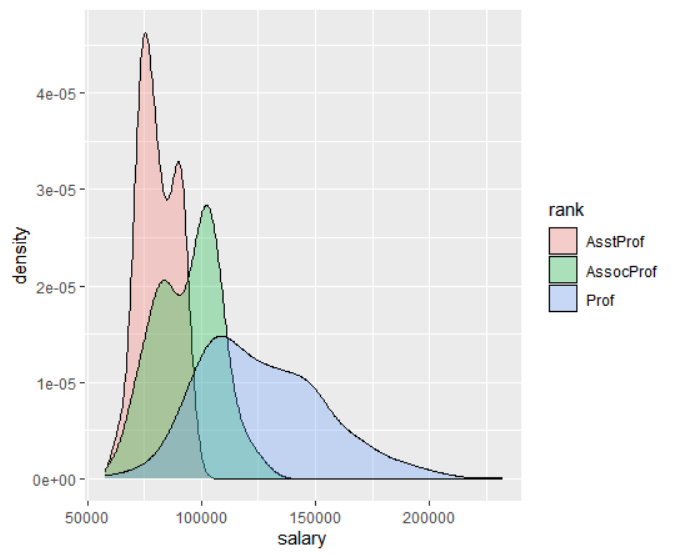 4e-05
3e-05
2e-05
1e-05
0e+00
density
50000 100000 150000 200000
salary
rank
AsstProf
AssocProf
Prof